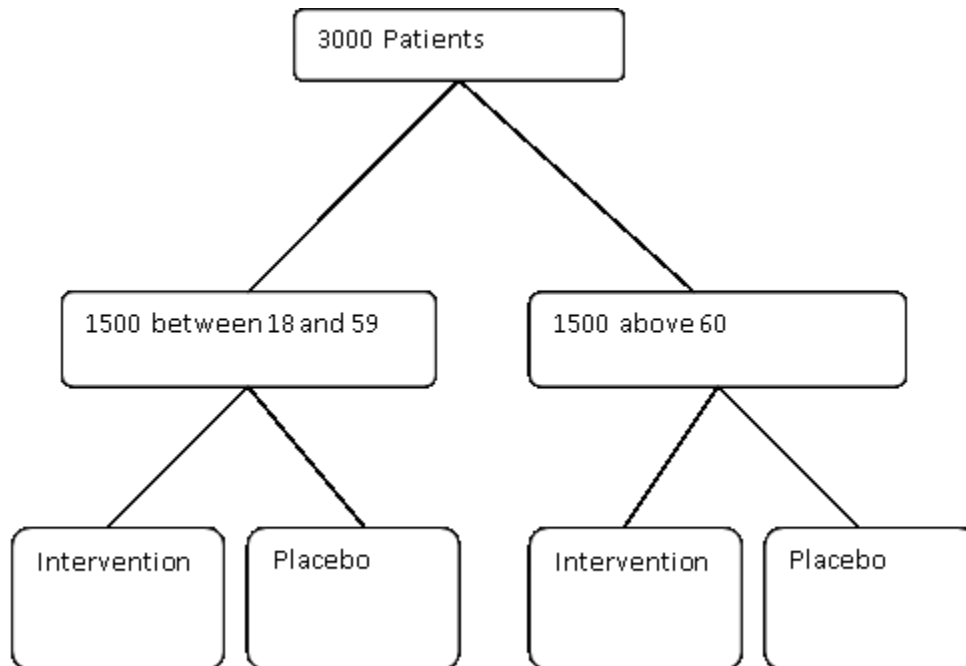 3000 Patients
1500 between 18 and 59
1500 above 60
Intervention
Placebo
Intervention
Placebo